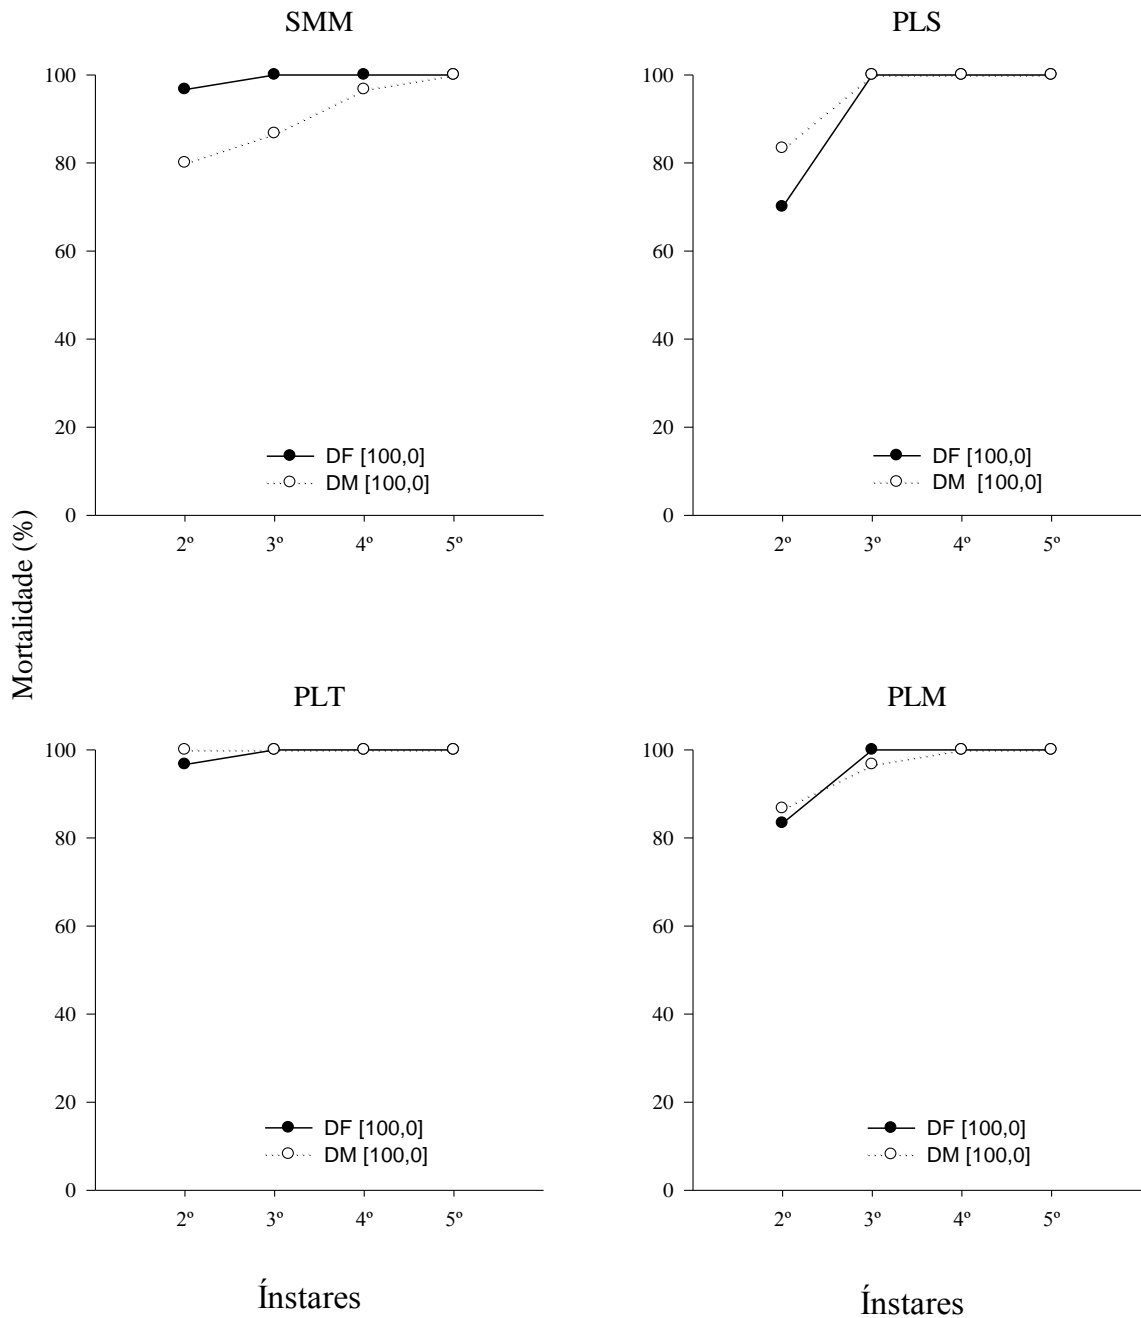 SMM
100
80
60
40
20
0
DF [100,0]
DM [100,0]
2º 3º 4º 5º
PLS
100
80
60
40
20
0
DF [100,0]
DM [100,0]
2º 3º 4º 5º
Mortalidade (%)
PLT
100
80
60
40
20
0
DF [100,0]
DM [100,0]
2º 3º 4º 5º
Ínstares
PLM
100
80
60
40
20
0
DF [100,0]
DM [100,0]
2º 3º 4º 5º
Ínstares